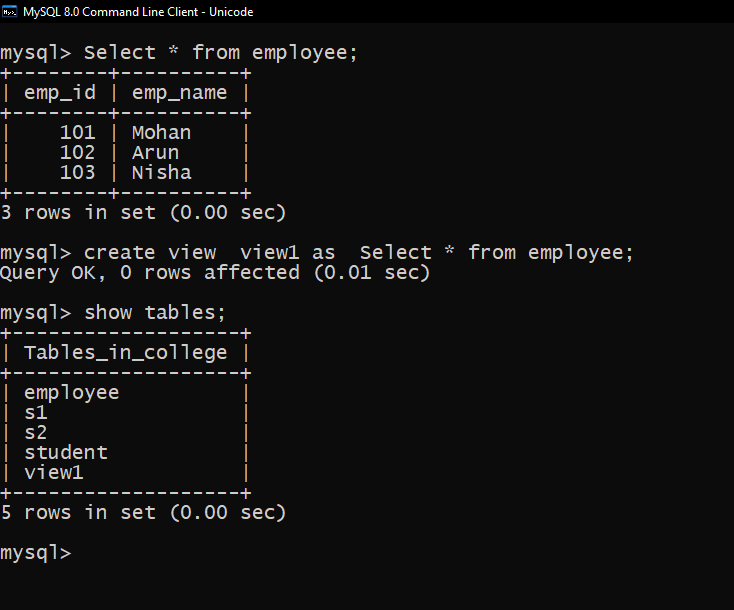 MySQL 8.0 Command Line Client - Unicode
mysql> Select * from employee;
+--------+----------+
| emp_id | emp_name |
+--------+----------+
|    101 | Mohan    |
|    102 | Arun     |
|    103 | Nisha    |
+--------+----------+
3 rows in set (0.00 sec)
mysql> create view  view1 as  Select * from employee;
Query OK, 0 rows affected (0.01 sec)
mysql> show tables;
+-------------------+
| Tables_in_college |
+-------------------+
| employee          |
| s1                |
| s2                |
| student           |
| view1             |
+-------------------+
5 rows in set (0.00 sec)
mysql>